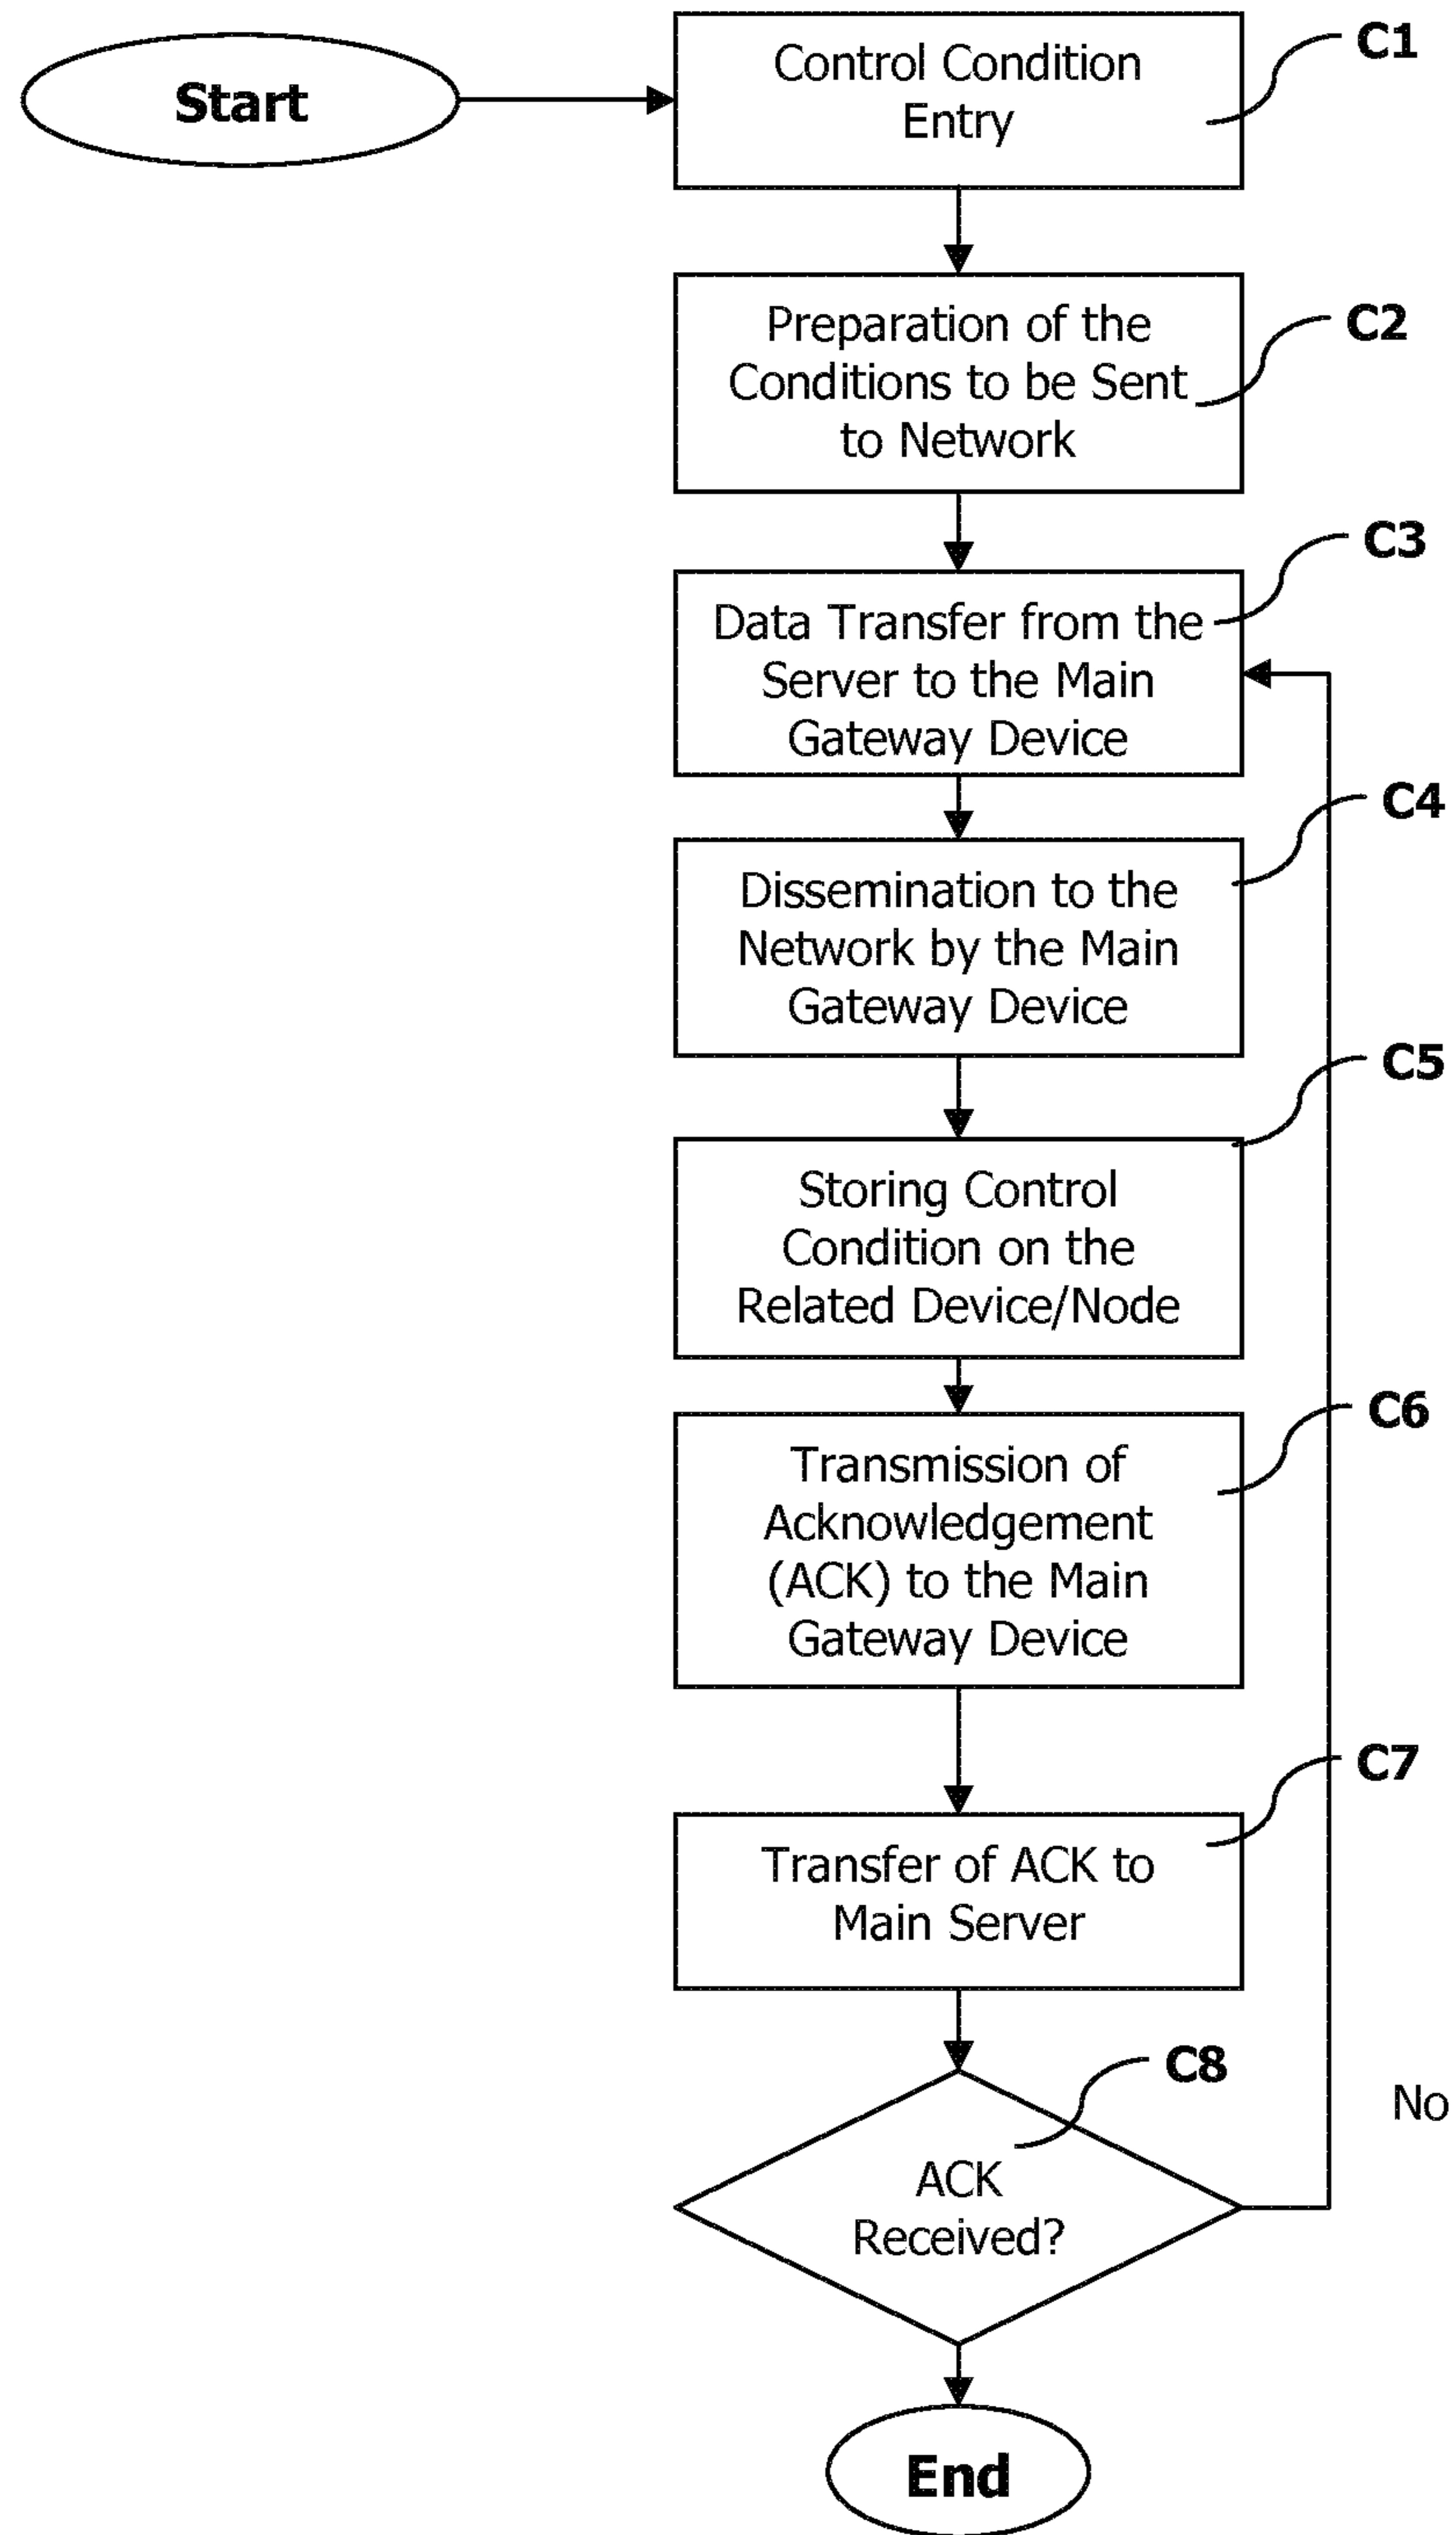 Start
Control Condition
Entry
C1
Preparation of the
Conditions to be Sent
to Network
C2
Data Transfer from the
Server to the Main
Gateway Device
C3
Dissemination to the
Network by the Main
Gateway Device
C4
Storing Control
Condition on the
Related Device/Node
C5
Transmission of
Acknowledgement
(ACK) to the Main
Gateway Device
C6
Transfer of ACK to
Main Server
C7
ACK
Received?
C8
No
End